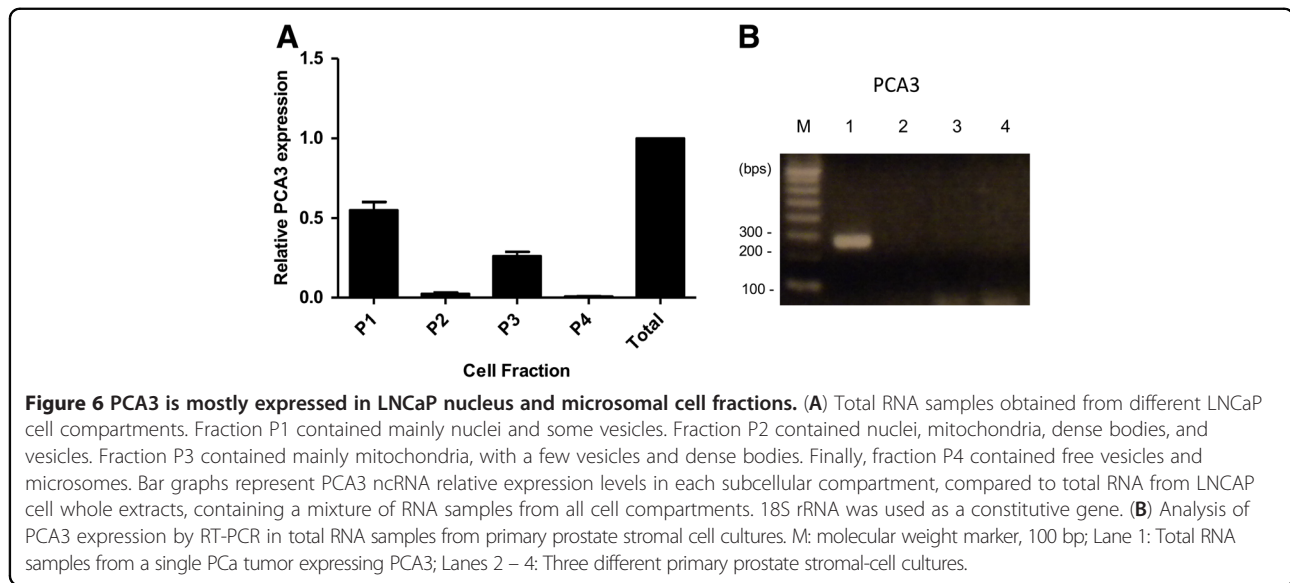 A
1.5
1.0
0.5
0.0
Relative PCA3 expression
P1 P2 P3 P4 Total
Cell Fraction
B
PCA3
M 1 2 3 4
(bps)
300 -
200 -
100 -
Figure 6 PCA3 is mostly expressed in LNCaP nucleus and microsomal cell fractions. (A) Total RNA samples obtained from different LNCaP
cell compartments. Fraction P1 contained mainly nuclei and some vesicles. Fraction P2 contained nuclei, mitochondria, dense bodies, and
vesicles. Fraction P3 contained mainly mitochondria, with a few vesicles and dense bodies. Finally, fraction P4 contained free vesicles and
microsomes. Bar graphs represent PCA3 ncRNA relative expression levels in each subcellular compartment, compared to total RNA from LNCAP
cell whole extracts, containing a mixture of RNA samples from all cell compartments. 18S rRNA was used as a constitutive gene. (B) Analysis of
PCA3 expression by RT-PCR in total RNA samples from primary prostate stromal cell cultures. M: molecular weight marker, 100 bp; Lane 1: Total RNA
samples from a single PCa tumor expressing PCA3; Lanes 2 – 4: Three different primary prostate stromal-cell cultures.